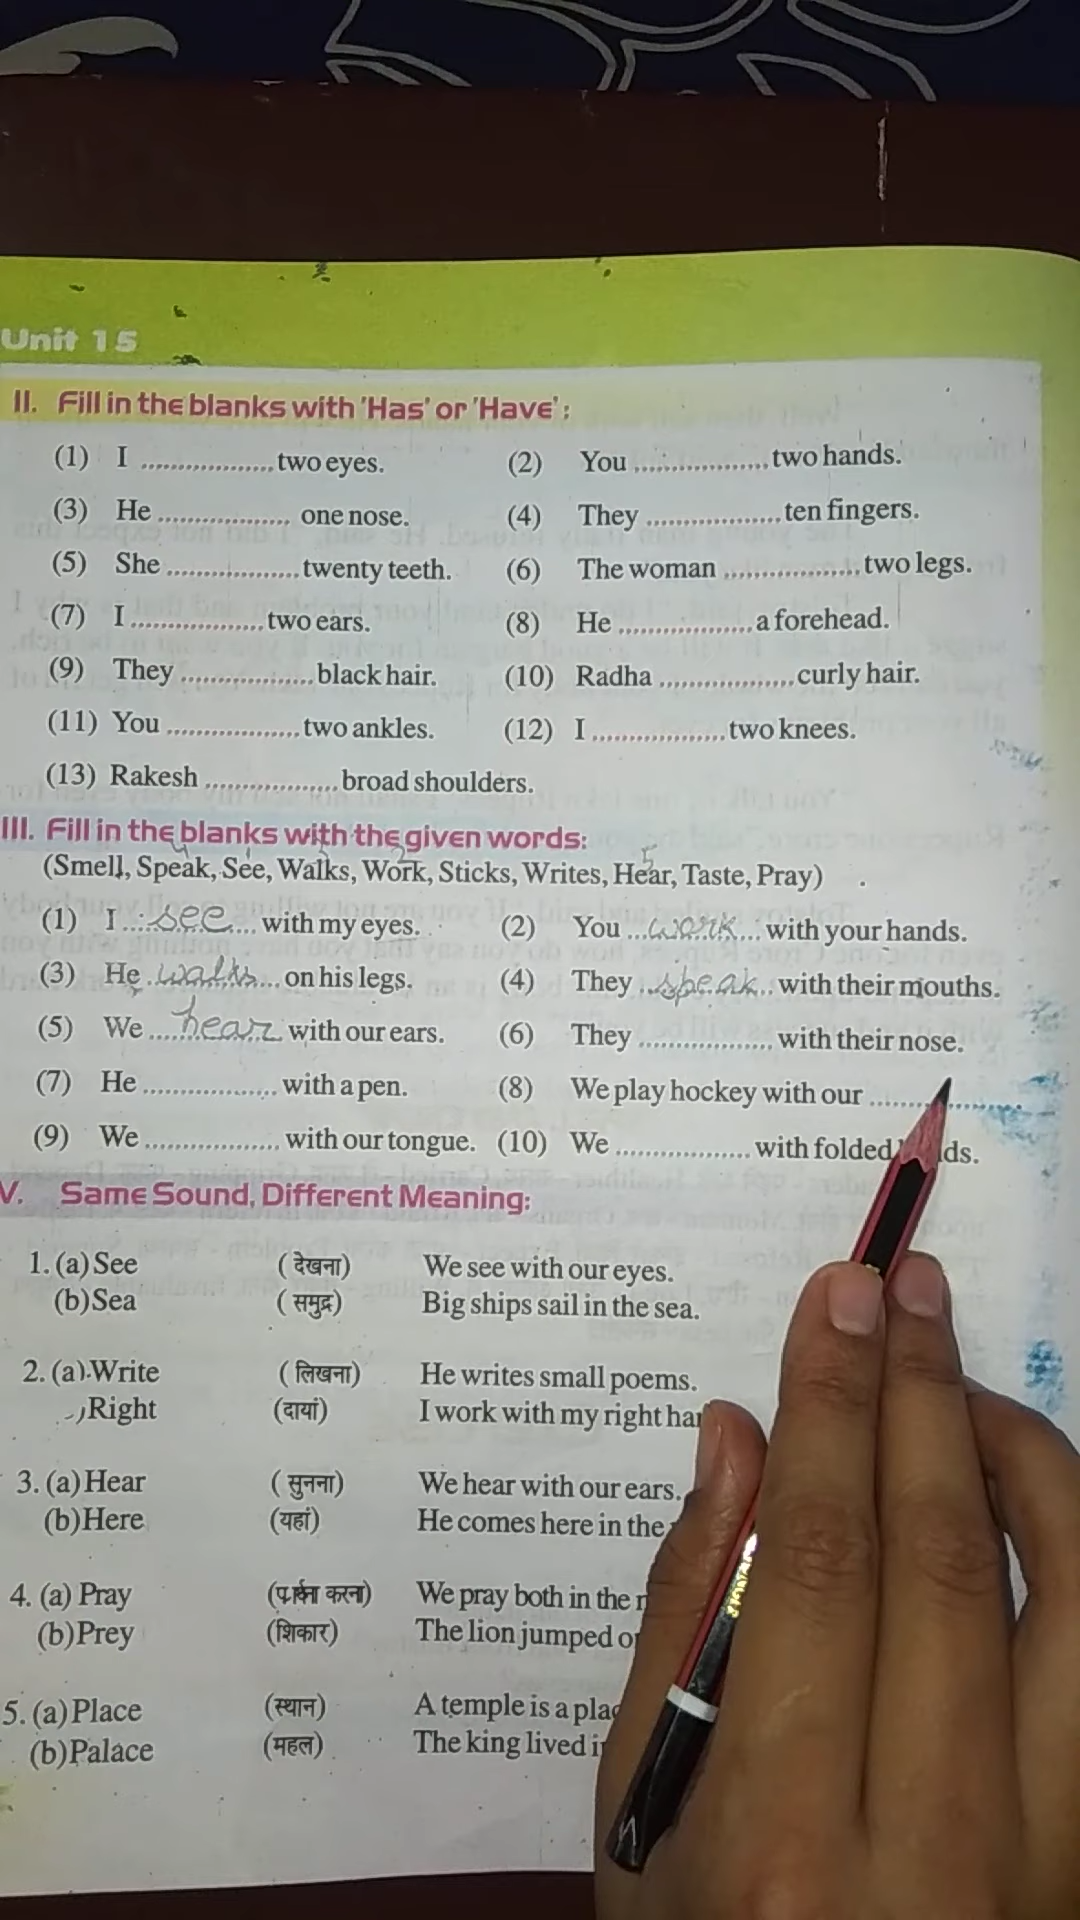 Unit 15
II. Fill in the blanks with 'Has' or 'Have':
(1) I .................. two eyes. (2) You .................. two hands.
(3) He .................. one nose. (4) They .................. ten fingers.
(5) She .................. twenty teeth. (6) The woman .................. two legs.
(7) I .................. two ears. (8) He .................. a forehead.
(9) They .................. black hair. (10) Radha .................. curly hair.
(11) You .................. two ankles. (12) I .................. two knees.
(13) Rakesh .................. broad shoulders.
III. Fill in the blanks with the given words:
(Smell, Speak, See, Walks, Work, Sticks, Writes, Hear, Taste, Pray)
(1) I see with my eyes. (2) You work with your hands.
(3) He walks on his legs. (4) They speak with their mouths.
(5) We hear with our ears. (6) They .................. with their nose.
(7) He .................. with a pen. (8) We play hockey with our ..................
(9) We .................. with our tongue. (10) We .................. with folded
V. Same Sound, Different Meaning:
1. (a) See (देखना) We see with our eyes.
(b) Sea (समुद्र) Big ships sail in the sea.
2. (a) Write (लिखना) He writes small poems.
Right (दायां) I work with my right
3. (a) Hear (सुनना) We hear with our ears.
(b) Here (यहां) He comes here in the
4. (a) Pray We pray both in the
(b) Prey (शिकार) The lion jumped
5. (a) Place (स्थान) A temple is a
(b) Palace (महल) The king lived